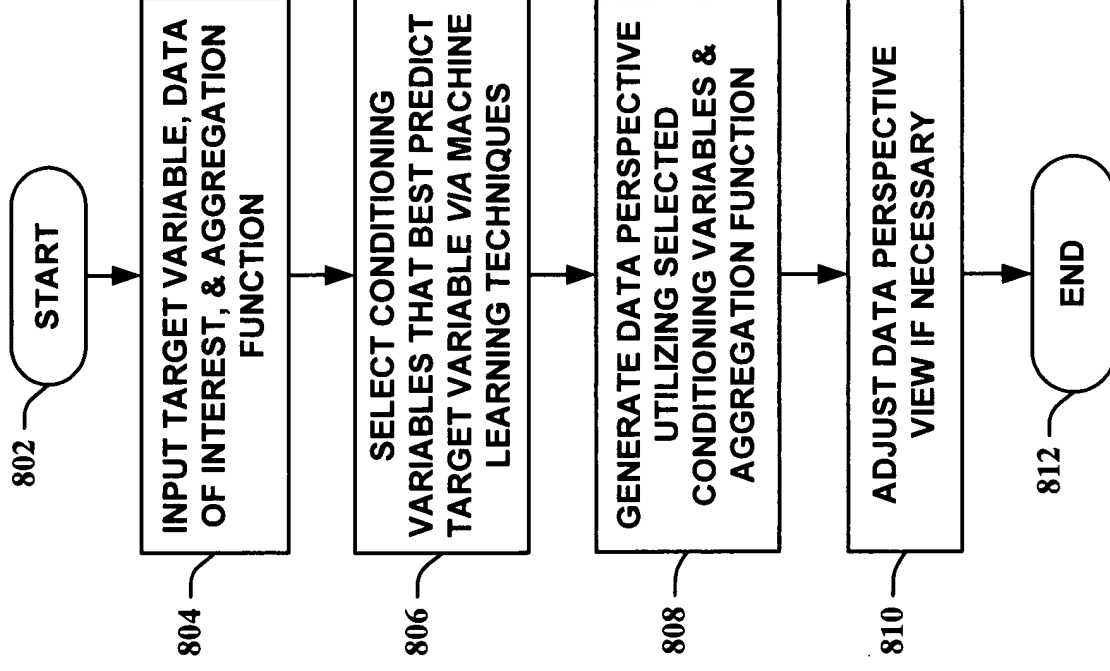 802
START
804
INPUT TARGET VARIABLE, DATA
OF INTEREST, & AGGREGATION
FUNCTION
806
SELECT CONDITIONING
VARIABLES THAT BEST PREDICT
TARGET VARIABLE VIA MACHINE
LEARNING TECHNIQUES
808
GENERATE DATA PERSPECTIVE
UTILIZING SELECTED
CONDITIONING VARIABLES &
AGGREGATION FUNCTION
810
ADJUST DATA PERSPECTIVE
VIEW IF NECESSARY
812
END